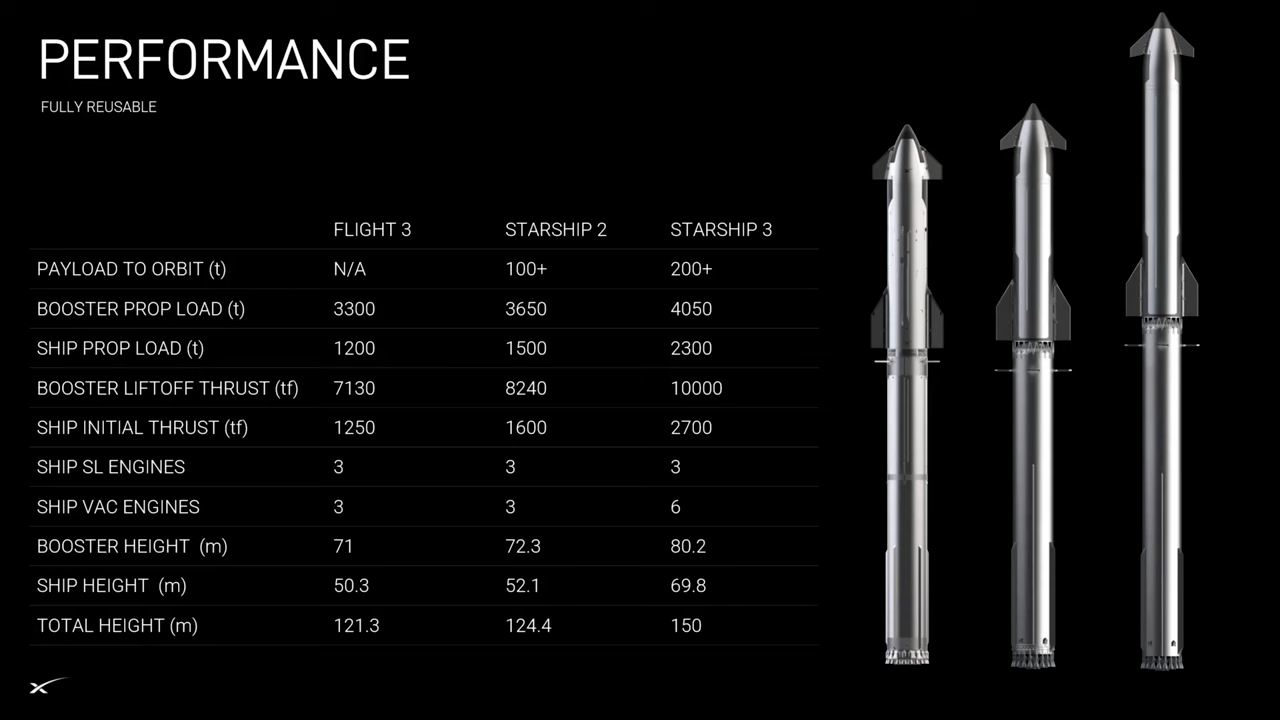 PERFORMANCE
FULLY REUSABLE
FLIGHT 3 STARSHIP 2 STARSHIP 3
PAYLOAD TO ORBIT (t) N/A 100+ 200+
BOOSTER PROP LOAD (t) 3300 3650 4050
SHIP PROP LOAD (t) 1200 1500 2300
BOOSTER LIFTOFF THRUST (tf) 7130 8240 10000
SHIP INITIAL THRUST (tf) 1250 1600 2700
SHIP SL ENGINES 3 3 3
SHIP VAC ENGINES 3 3 6
BOOSTER HEIGHT (m) 71 72.3 80.2
SHIP HEIGHT (m) 50.3 52.1 69.8
TOTAL HEIGHT (m) 121.3 124.4 150